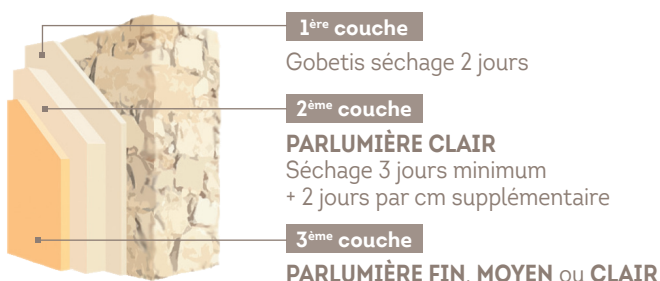 1ère couche
Gobetis séchage 2 jours
2ème couche
PARLUMIÈRE CLAIR
Séchage 3 jours minimum
+ 2 jours par cm supplémentaire
3ème couche
PARLUMIÈRE FIN, MOYEN ou CLAIR